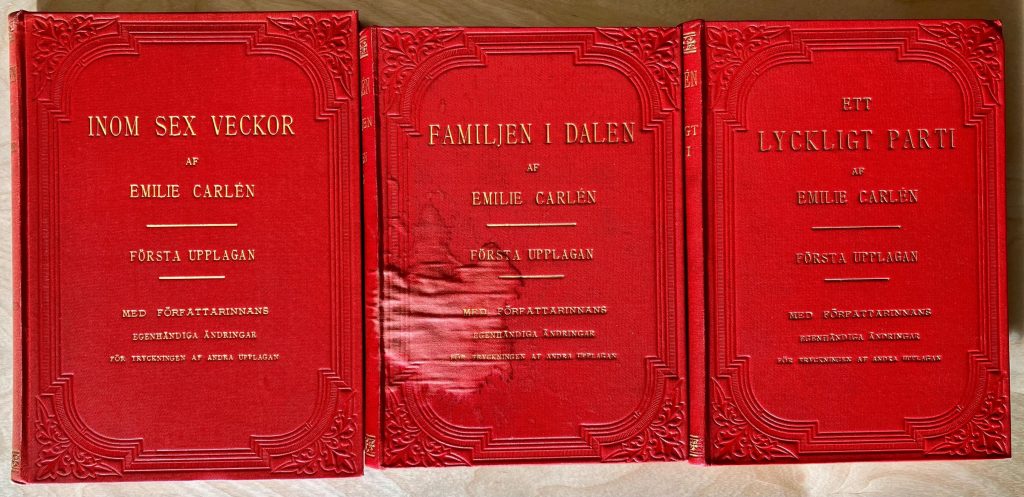 INOM SEX VECKOR
AF
EMILIE CARLÉN
FÖRSTA UPPLAGAN
MED FÖRFATTARINNANS
EGENHÄNDIGA ÄNDRINGAR
FÖR TRYCKNINGEN AF ANDRA UPPLAGAN
FAMILJEN I DALEN
AF
EMILIE CARLÉN
FÖRSTA UPPLAGAN
MED FÖRFATTARINNANS
EGENHÄNDIGA ÄNDRINGAR
FÖR TRYCKNINGEN AF ANDRA UPPLAGAN
ETT
LYCKLIGT PARTI
AF
EMILIE CARLÉN
FÖRSTA UPPLAGAN
MED FÖRFATTARINNANS
EGENHÄNDIGA ÄNDRINGAR
FÖR TRYCKNINGEN AF ANDRA UPPLAGAN